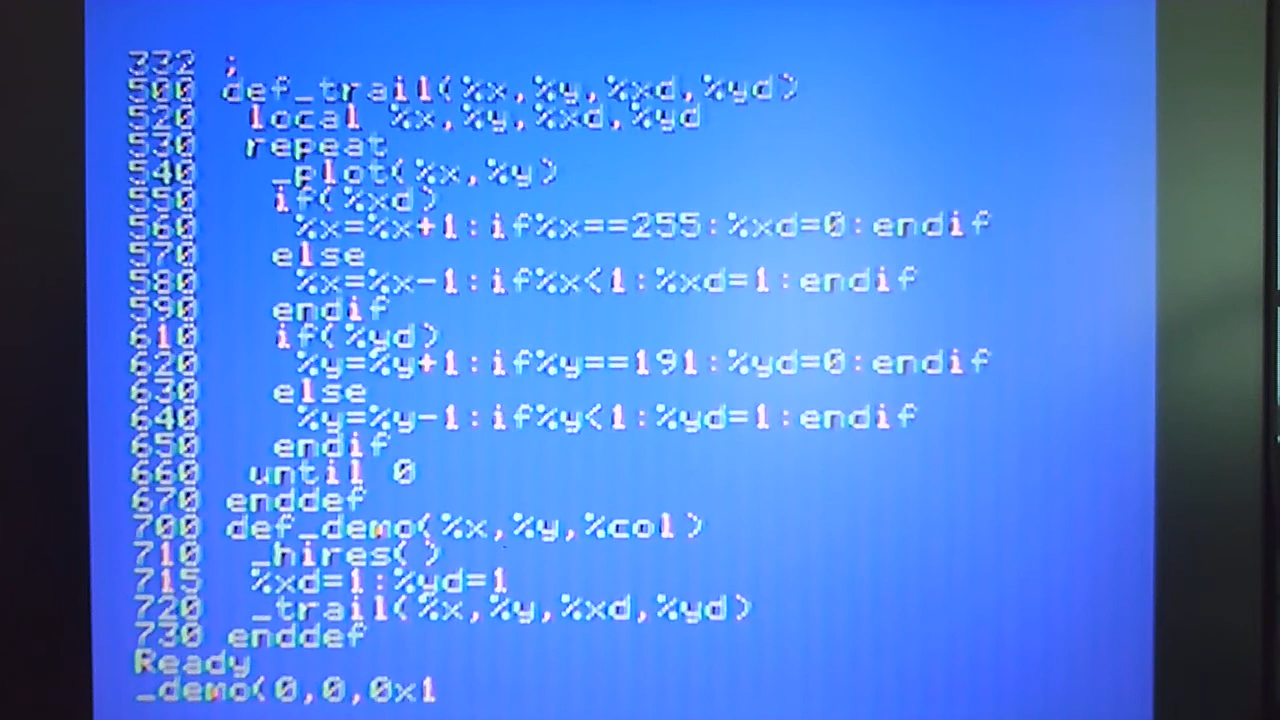 332 ;
500 def_trail(%x,%y,%xd,%yd)
520  local %x,%y,%xd,%yd
530  repeat
540   _plot(%x,%y)
550   if(%xd)
560    %x=%x+1:if%x==255:%xd=0:endif
570   else
580    %x=%x-1:if%x<1:%xd=1:endif
590   endif
610   if(%yd)
620    %y=%y+1:if%y==191:%yd=0:endif
630   else
640    %y=%y-1:if%y<1:%yd=1:endif
650   endif
660  until 0
670 enddef
700 def_demo(%x,%y,%col)
710  _hires()
715  %xd=1:%yd=1
720  _trail(%x,%y,%xd,%yd)
730 enddef
Ready
_demo(0,0,0x1